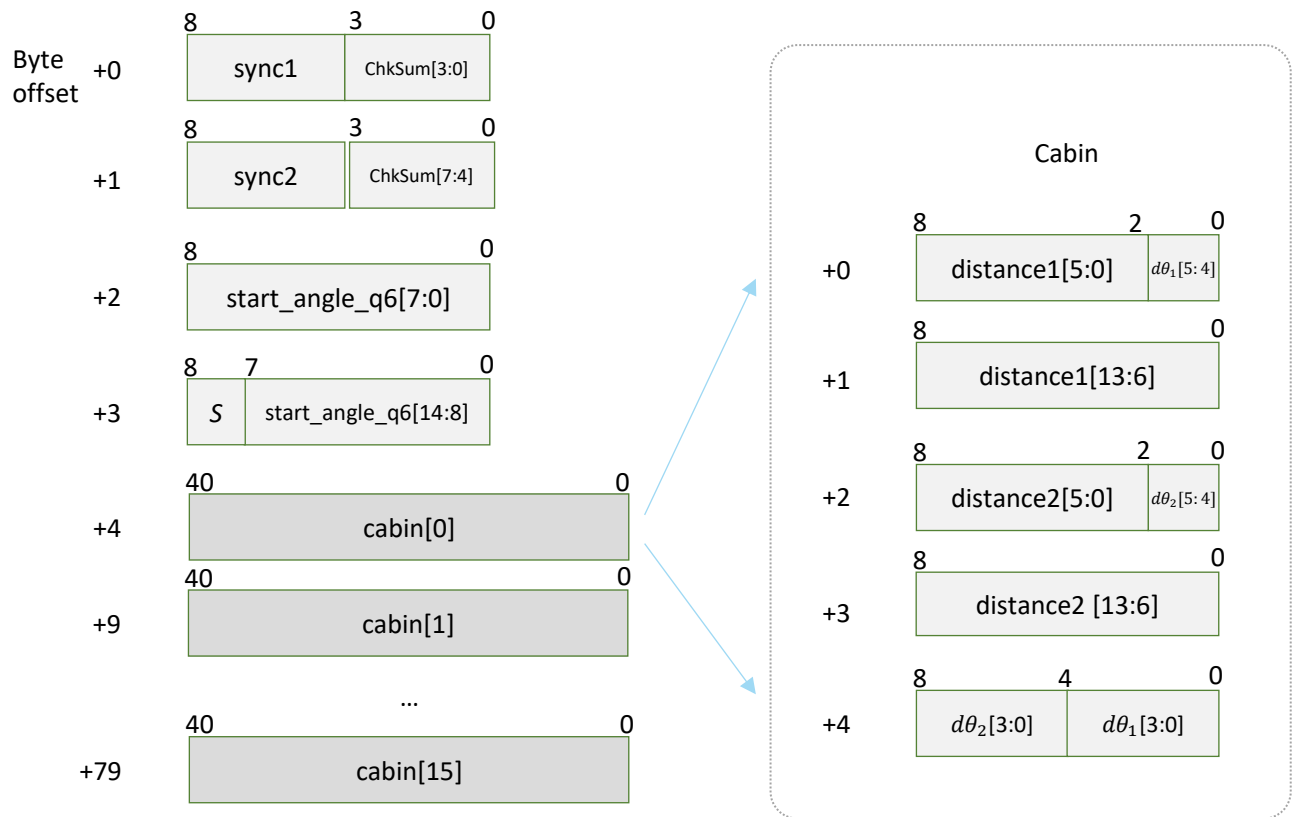 8 3 0
Byte
offset
+0 sync1 ChkSum[3:0]
8 3 0
+1 sync2 ChkSum[7:4]
8 0
+2 start_angle_q6[7:0]
8 7 0
+3 S start_angle_q6[14:8]
40 0
+4 cabin[0]
40 0
+9 cabin[1]
...
40 0
+79 cabin[15]
Cabin
8 2 0
+0 distance1[5:0] dθ₁[5:4]
8 0
+1 distance1[13:6]
8 2 0
+2 distance2[5:0] dθ₂[5:4]
8 0
+3 distance2 [13:6]
8 4 0
+4 dθ₂[3:0] dθ₁[3:0]